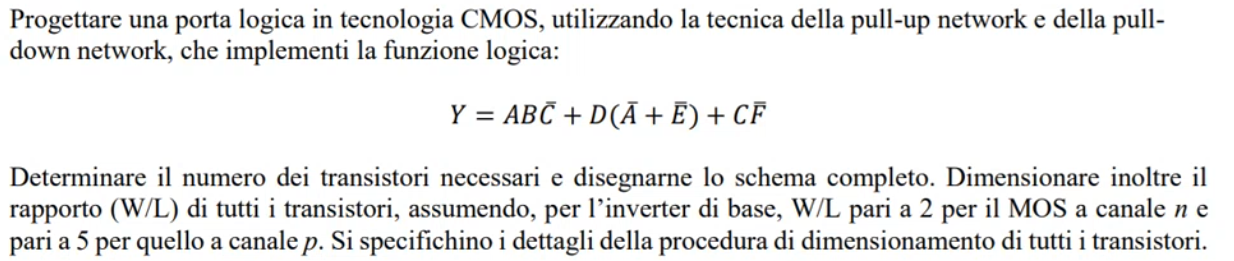 Progettare una porta logica in tecnologia CMOS, utilizzando la tecnica della pull-up network e della pull-
down network, che implementi la funzione logica:
Y = ABC̄ + D(Ā + Ē) + CF̄
Determinare il numero dei transistori necessari e disegnarne lo schema completo. Dimensionare inoltre il
rapporto (W/L) di tutti i transistori, assumendo, per l’inverter di base, W/L pari a 2 per il MOS a canale n e
pari a 5 per quello a canale p. Si specifichino i dettagli della procedura di dimensionamento di tutti i transistori.